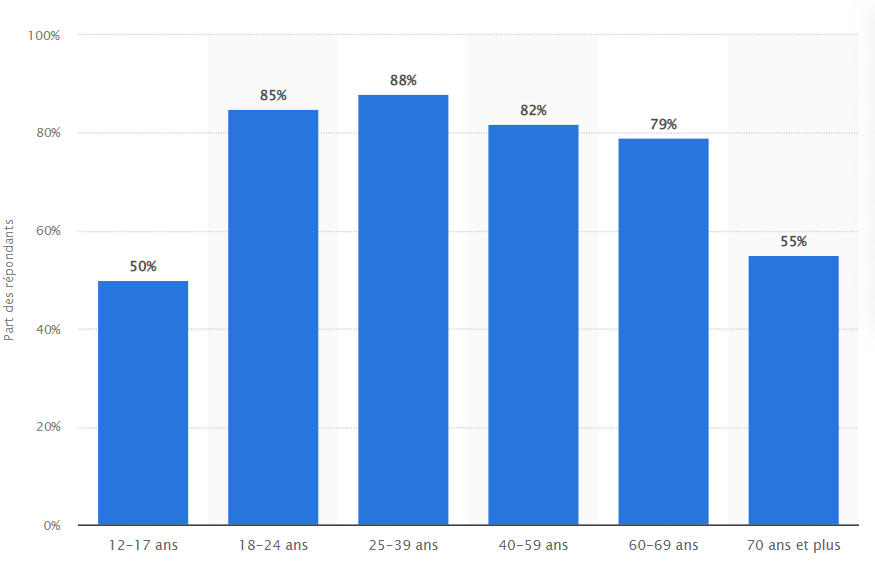 100%
80%
60%
40%
20%
0%
Part des répondants
50%
85%
88%
82%
79%
55%
12-17 ans
18-24 ans
25-39 ans
40-59 ans
60-69 ans
70 ans et plus